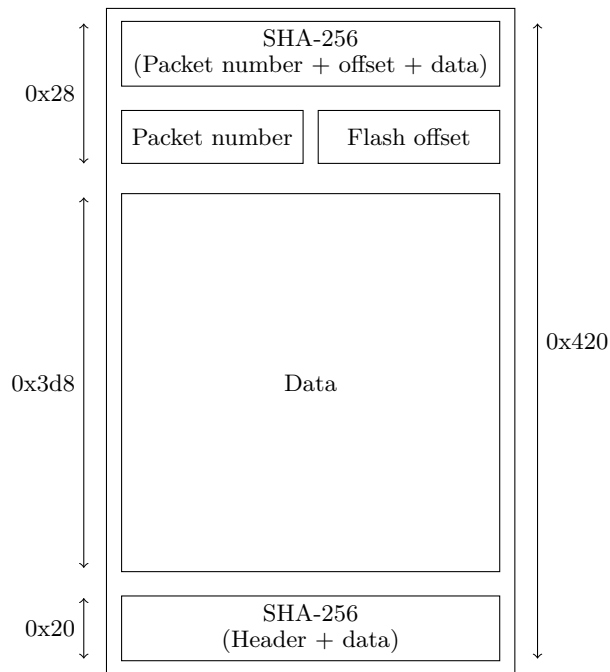 SHA-256
(Packet number + offset + data)
0x28
Packet number
Flash offset
0x420
0x3d8
Data
SHA-256
(Header + data)
0x20